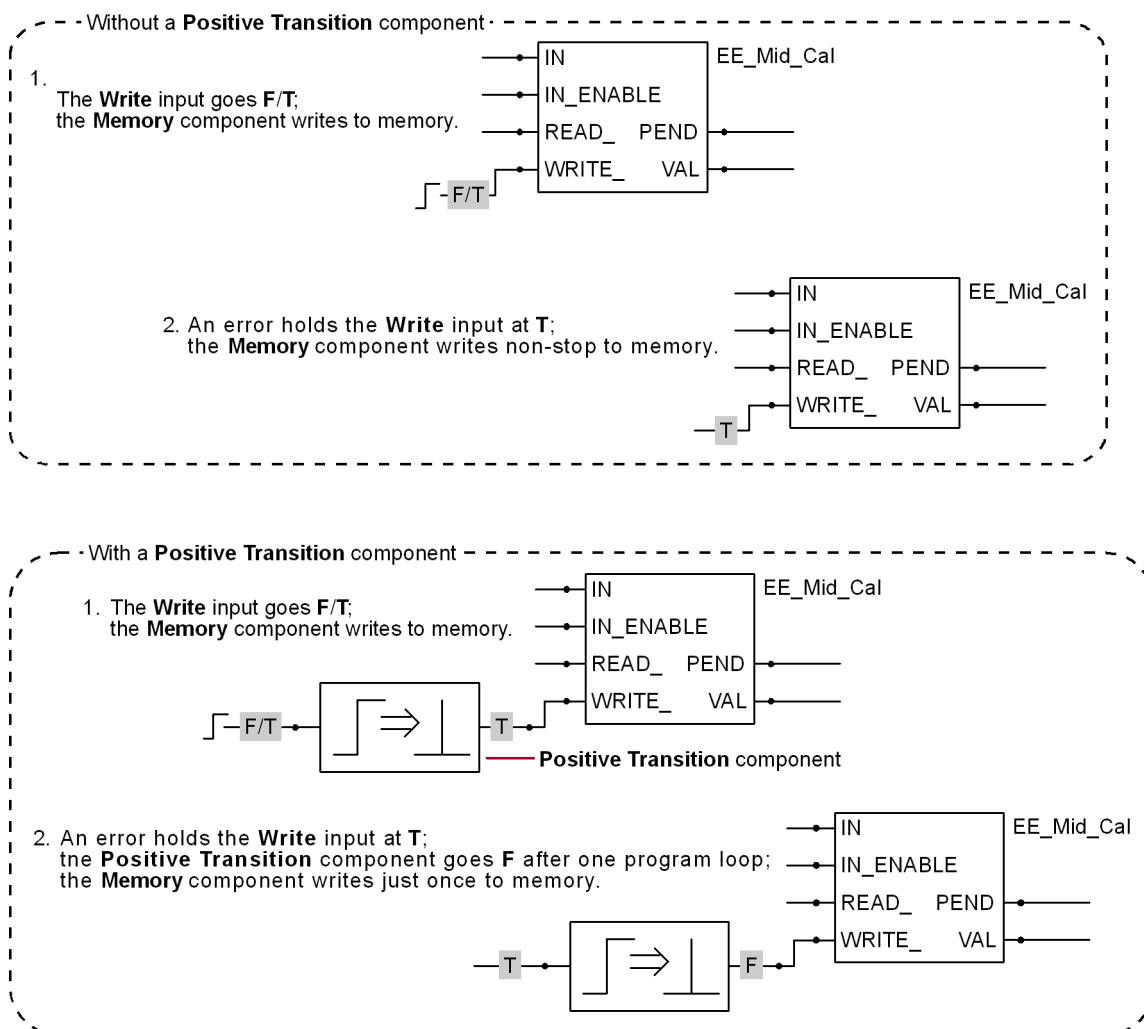 Without a Positive Transition component
1.
The Write input goes F/T;
the Memory component writes to memory.
EE_Mid_Cal
IN
IN_ENABLE
READ_ PEND
WRITE_ VAL
F/T
2. An error holds the Write input at T;
the Memory component writes non-stop to memory.
EE_Mid_Cal
IN
IN_ENABLE
READ_ PEND
WRITE_ VAL
T
With a Positive Transition component
1. The Write input goes F/T;
the Memory component writes to memory.
EE_Mid_Cal
IN
IN_ENABLE
READ_ PEND
WRITE_ VAL
F/T
T
Positive Transition component
2. An error holds the Write input at T;
tne Positive Transition component goes F after one program loop;
the Memory component writes just once to memory.
EE_Mid_Cal
IN
IN_ENABLE
READ_ PEND
WRITE_ VAL
T
F